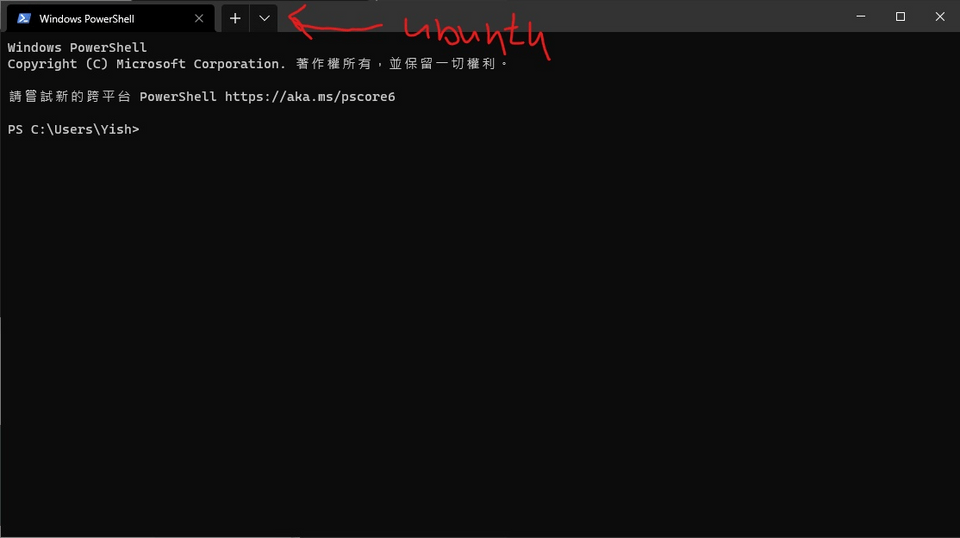 Windows PowerShell
ubuntu
Windows PowerShell
Copyright (C) Microsoft Corporation. 著作權所有，並保留一切權利。
請嘗試新的跨平台 PowerShell https://aka.ms/pscore6
PS C:\Users\Yish>